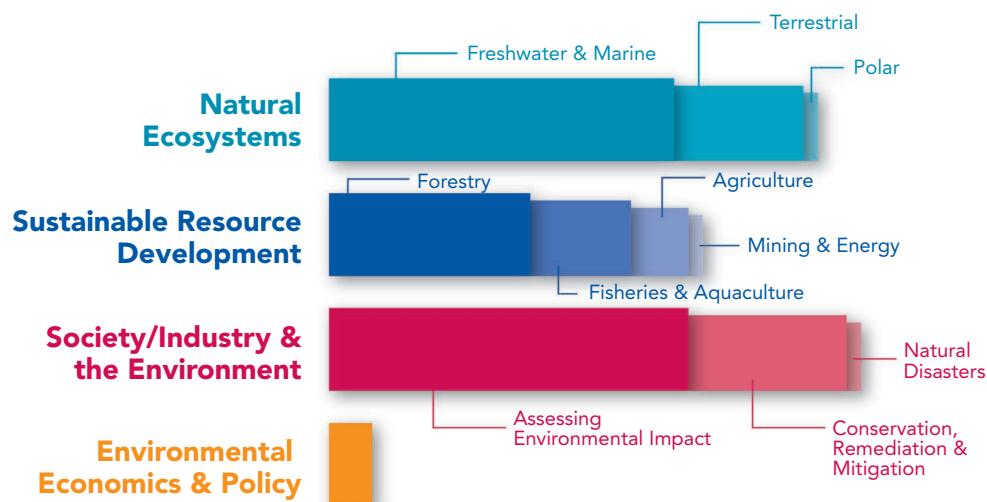 Terrestrial
Freshwater & Marine
Polar
Natural
Ecosystems
Forestry
Agriculture
Sustainable Resource
Development
Mining & Energy
Fisheries & Aquaculture
Society/Industry &
the Environment
Natural
Disasters
Assessing
Environmental Impact
Conservation,
Remediation &
Mitigation
Environmental
Economics & Policy